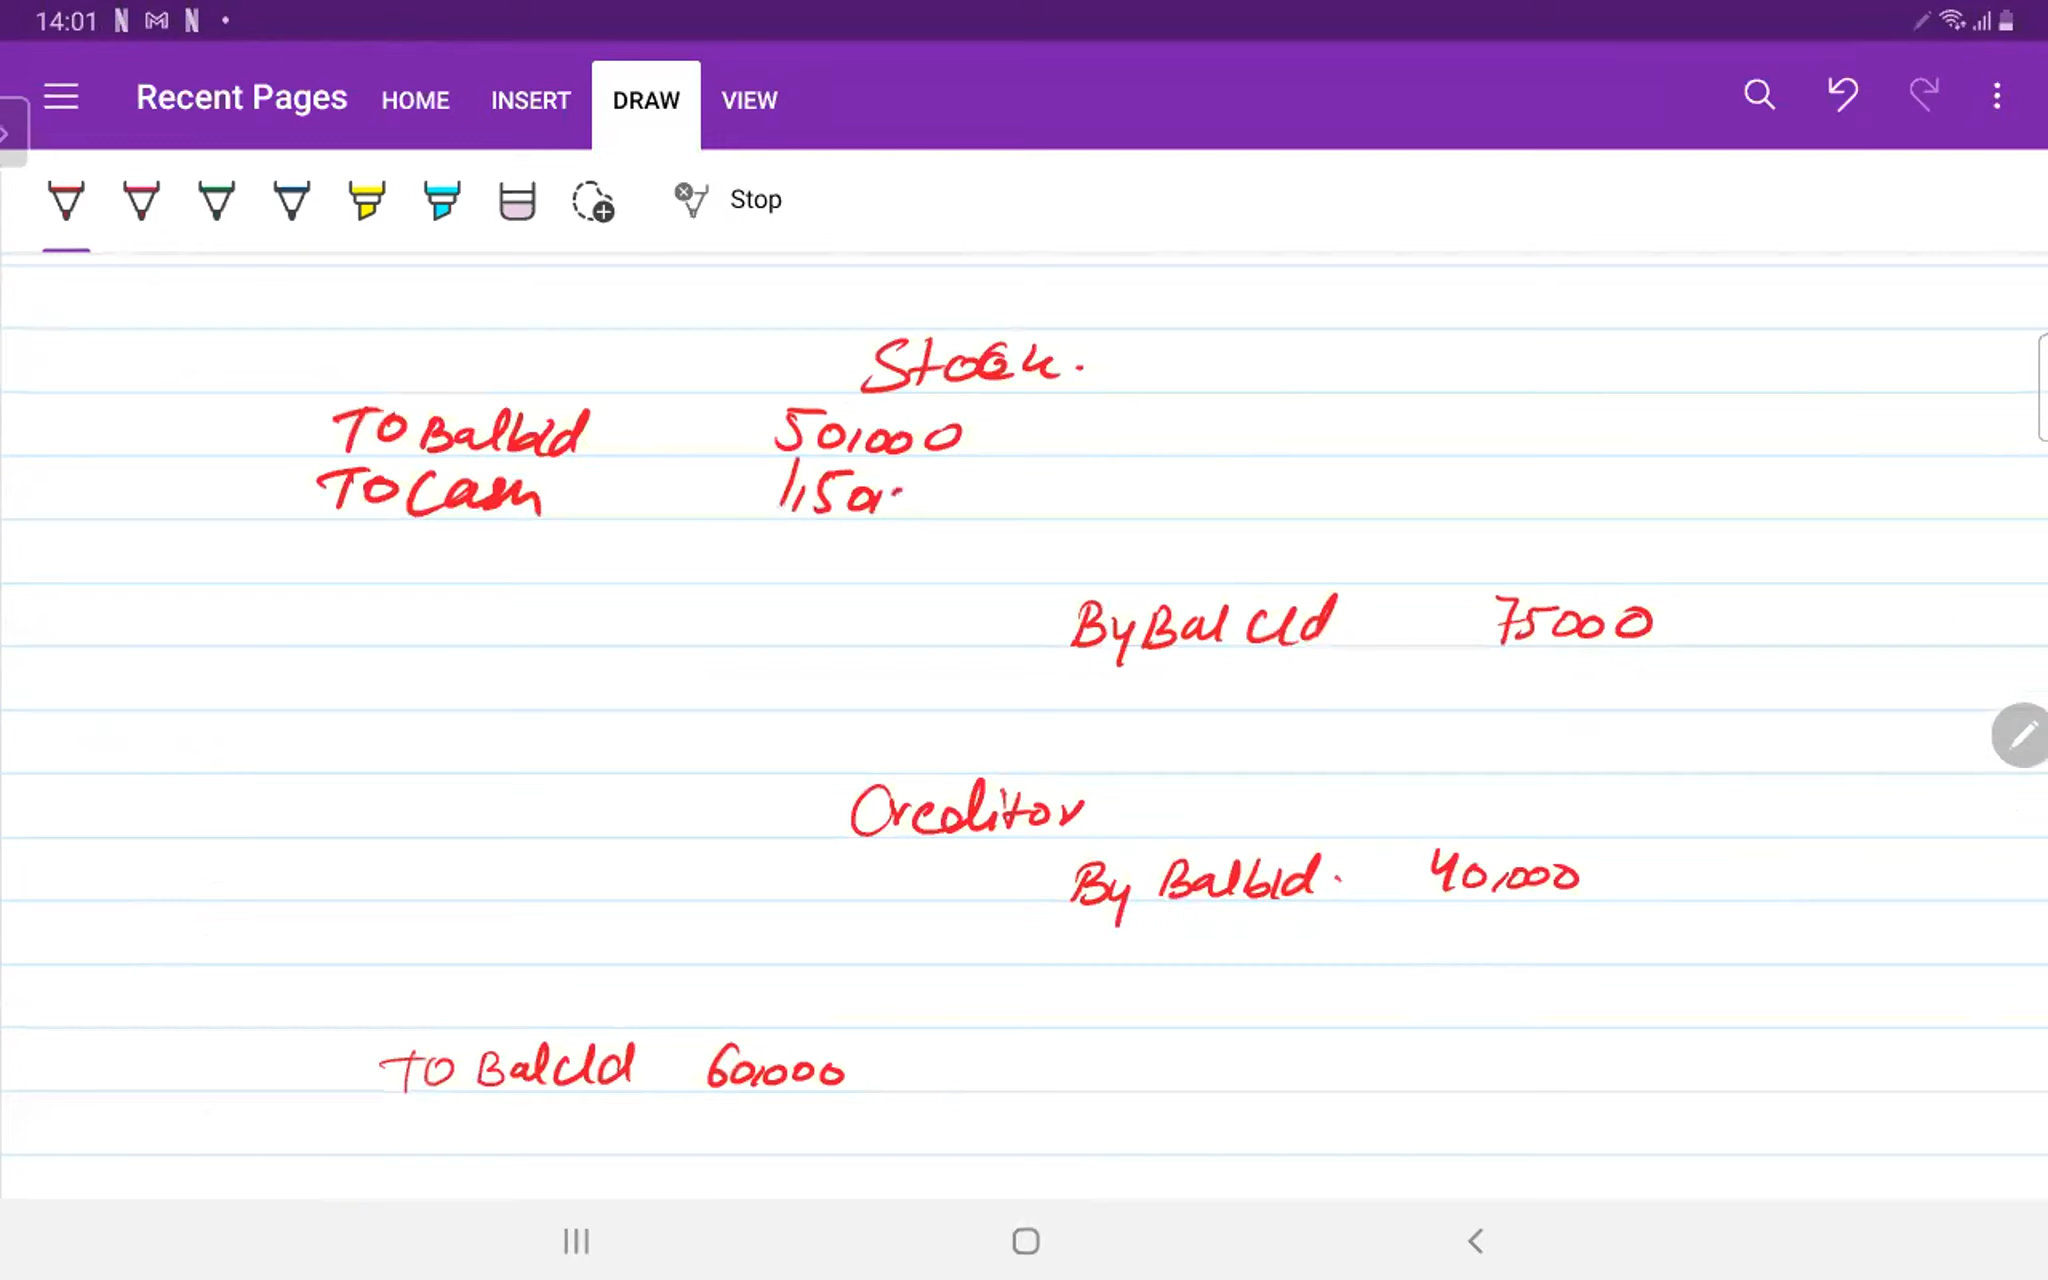 14:01
Recent Pages HOME INSERT DRAW VIEW
Stop
Stock.
To Bal b/d 50,000
To Cash 1,50
By Bal C/d 75000
Creditor
By Bal b/d. 40,000
To Bal C/d 60,000